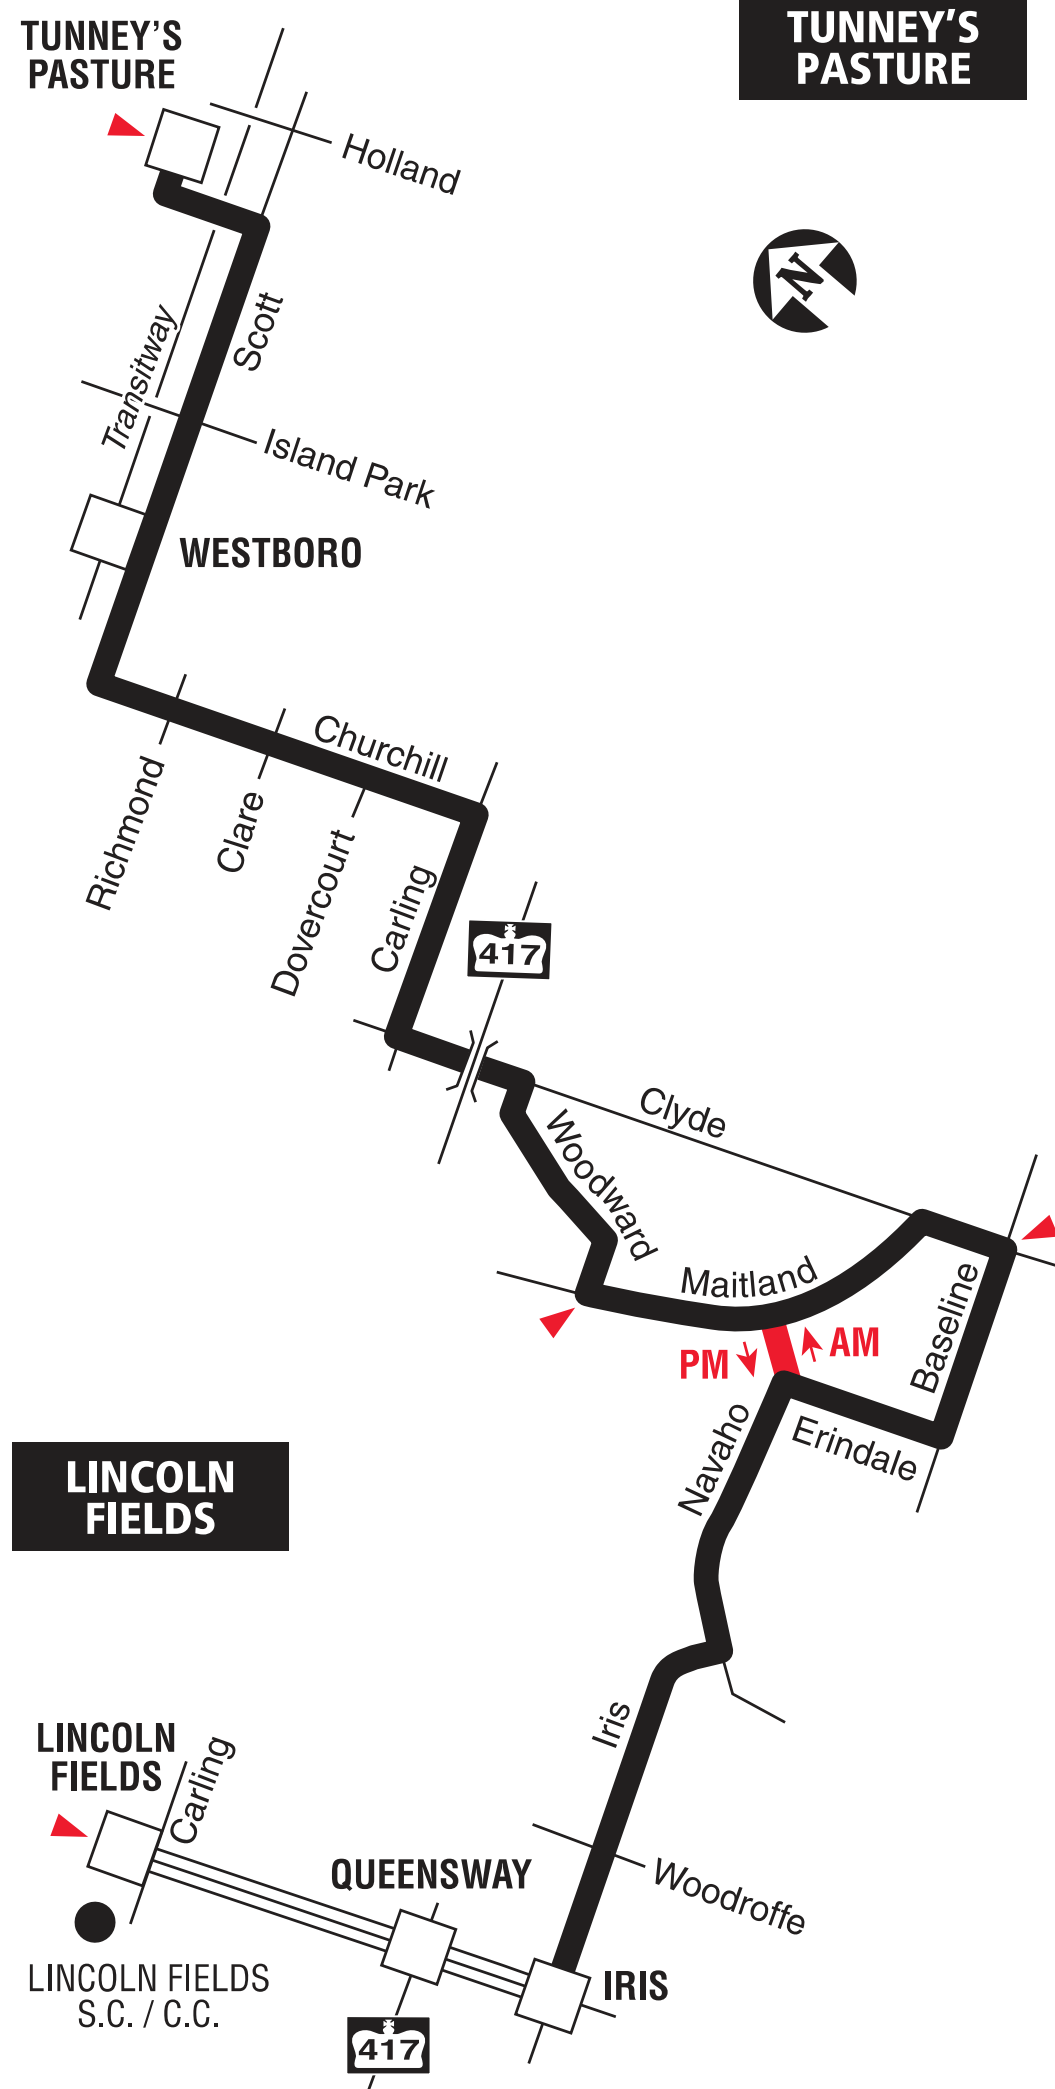 TUNNEY'S
PASTURE
TUNNEY'S
PASTURE
Holland
N
Scott
Transitway
Island Park
WESTBORO
Churchill
Richmond
Clare
Dovercourt
Carling
417
Clyde
Woodward
Maitland
Baseline
PM
AM
Navaho
Erindale
LINCOLN
FIELDS
Iris
LINCOLN
FIELDS
Carling
QUEENSWAY
Woodroffe
LINCOLN FIELDS
S.C. / C.C.
IRIS
417